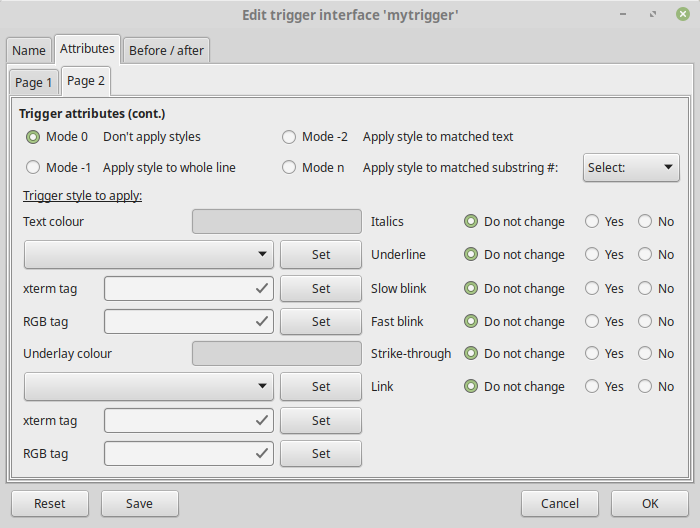 Edit trigger interface 'mytrigger'
Name Attributes Before / after
Page 1 Page 2
Trigger attributes (cont.)
Mode 0 Don't apply styles Mode -2 Apply style to matched text
Mode -1 Apply style to whole line Mode n Apply style to matched substring #: Select:
Trigger style to apply:
Text colour Italics Do not change Yes No
Set Underline Do not change Yes No
xterm tag Set Slow blink Do not change Yes No
RGB tag Set Fast blink Do not change Yes No
Underlay colour Strike-through Do not change Yes No
Set Link Do not change Yes No
xterm tag Set
RGB tag Set
Reset Save Cancel OK